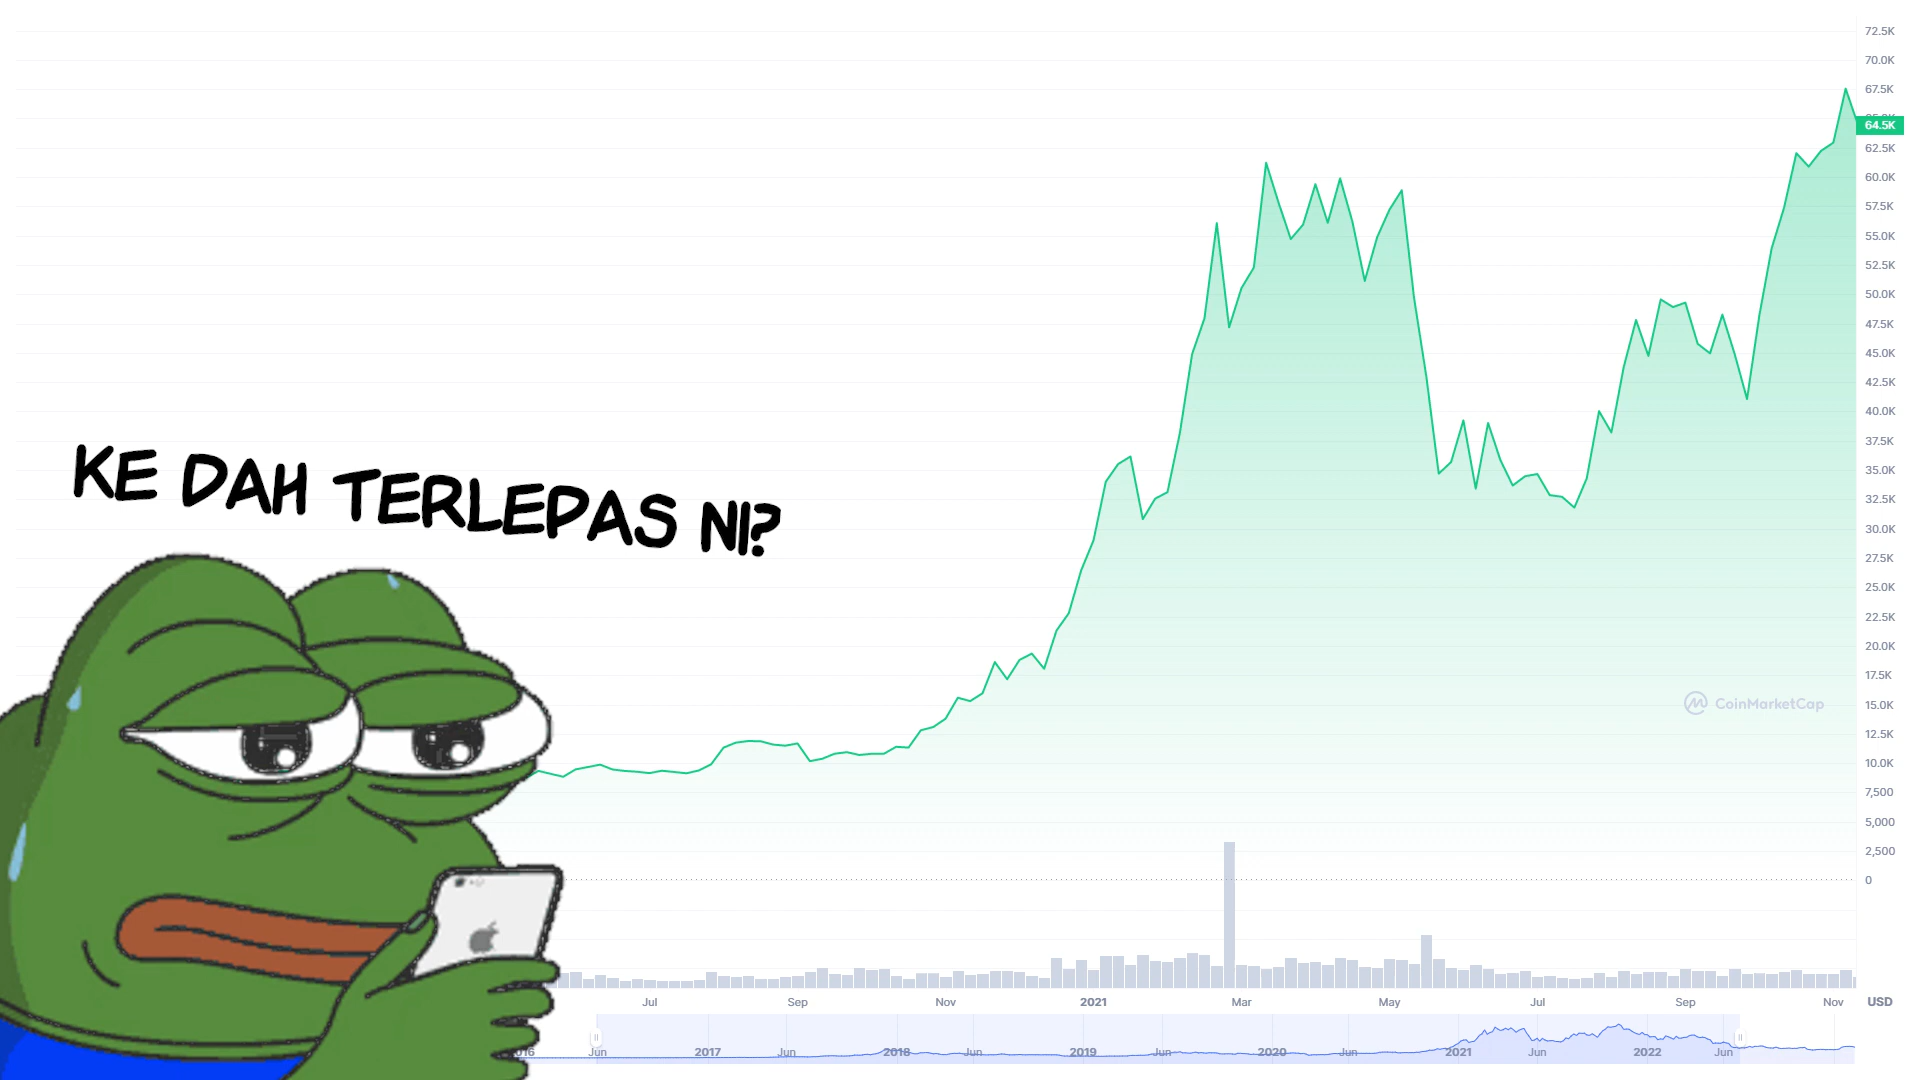 72.5K
70.0K
67.5K
64.5K
62.5K
60.0K
57.5K
55.0K
52.5K
50.0K
47.5K
45.0K
42.5K
40.0K
37.5K
35.0K
32.5K
30.0K
27.5K
25.0K
22.5K
20.0K
17.5K
15.0K
12.5K
10.0K
7,500
5,000
2,500
0
KE DAH TERLEPAS NI?
CoinMarketCap
Jul Sep Nov 2021 Mar May Jul Sep Nov USD
Jun 2017 Jun 2018 Jun 2019 Jun 2020 Jun 2021 Jun 2022 Jun